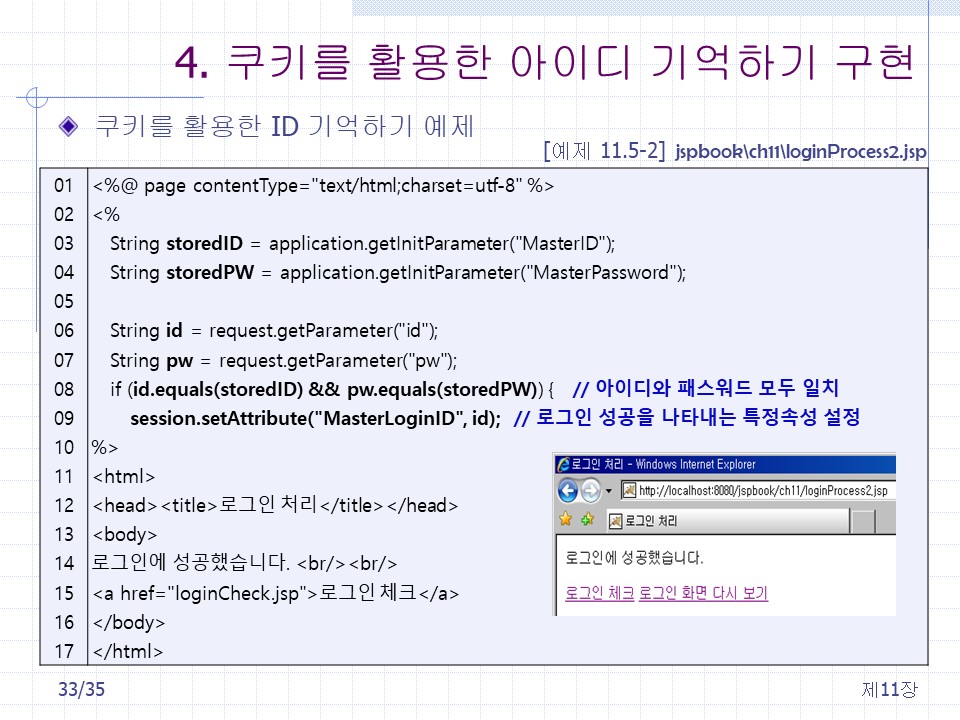 4. 쿠키를 활용한 아이디 기억하기 구현
쿠키를 활용한 ID 기억하기 예제
[예제 11.5-2] jspbook\ch11\loginProcess2.jsp
01 <%@ page contentType="text/html;charset=utf-8" %>
02 <%
03 String storedID = application.getInitParameter("MasterID");
04 String storedPW = application.getInitParameter("MasterPassword");
05
06 String id = request.getParameter("id");
07 String pw = request.getParameter("pw");
08 if (id.equals(storedID) && pw.equals(storedPW)) { // 아이디와 패스워드 모두 일치
09 session.setAttribute("MasterLoginID", id); // 로그인 성공을 나타내는 특정속성 설정
10 %>
11 <html>
12 <head><title>로그인 처리</title></head>
13 <body>
14 로그인에 성공했습니다. <br/><br/>
15 <a href="loginCheck.jsp">로그인 체크</a>
16 </body>
17 </html>
로그인 처리 - Windows Internet Explorer
http://localhost:8080/jspbook/ch11/loginProcess2.jsp
로그인 처리
로그인에 성공했습니다.
로그인 체크 로그인 화면 다시 보기
33/35
제11장